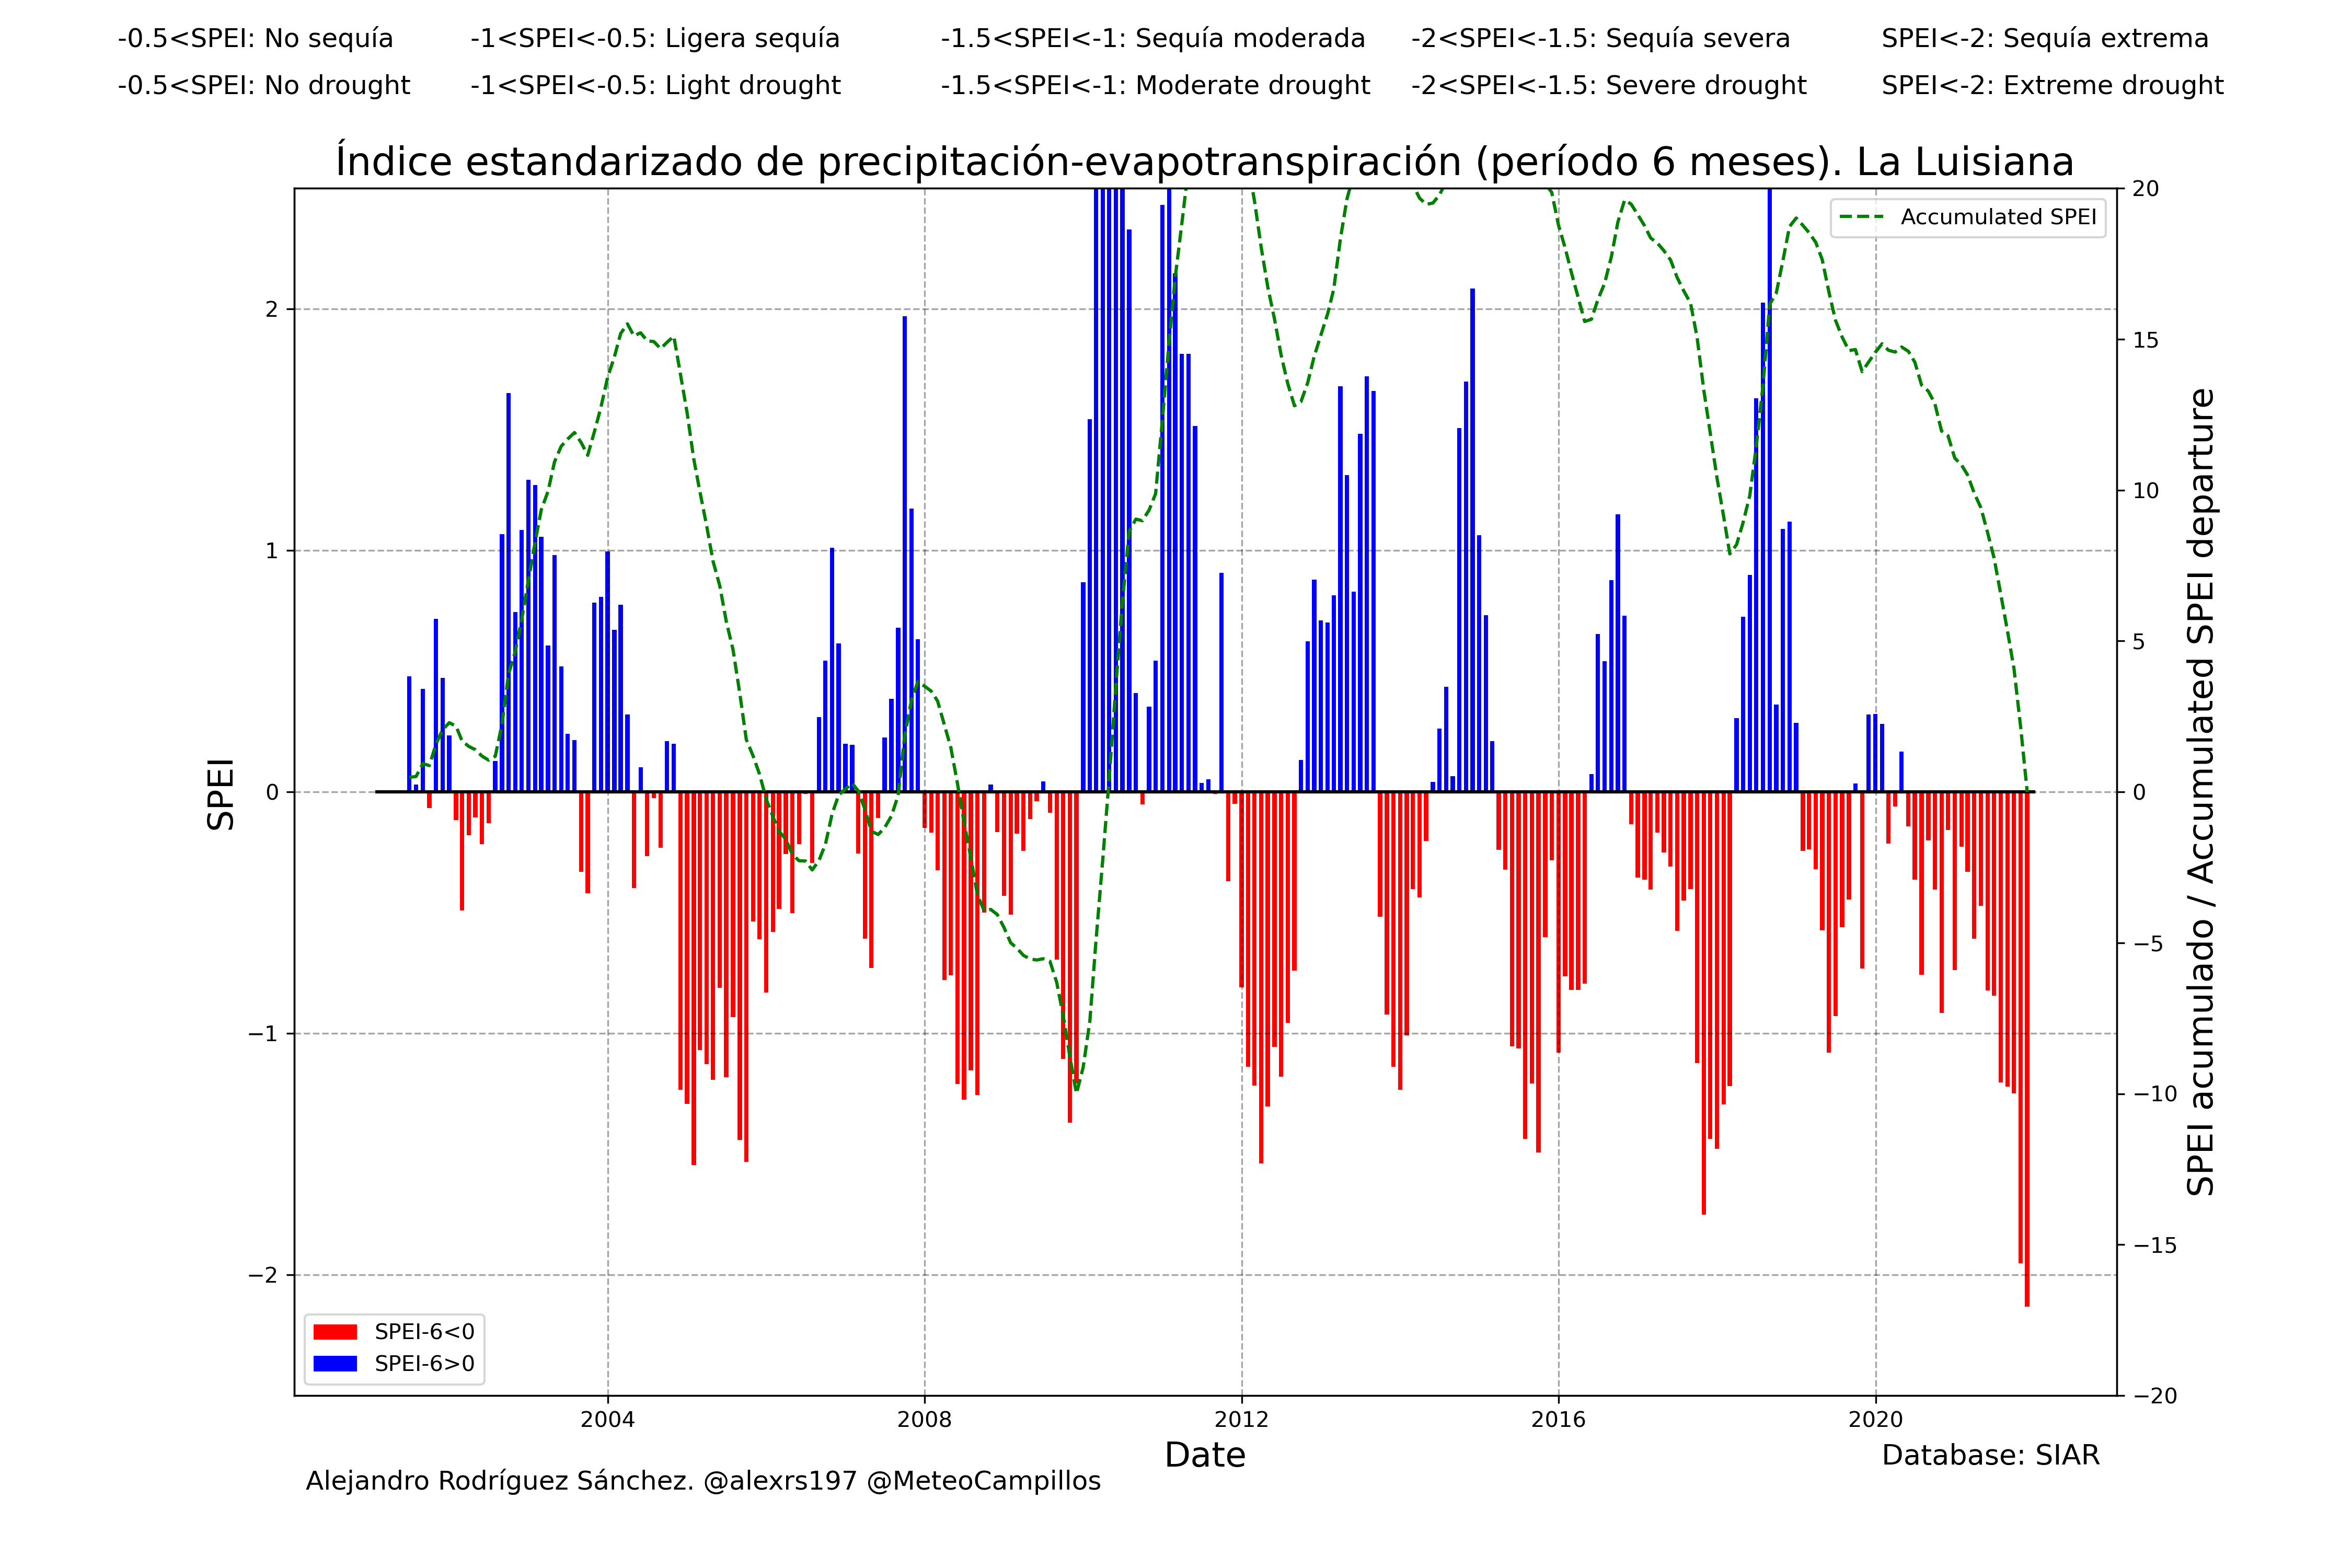 -0.5<SPEI: No sequía -1<SPEI<-0.5: Ligera sequía -1.5<SPEI<-1: Sequía moderada -2<SPEI<-1.5: Sequía severa SPEI<-2: Sequía extrema
-0.5<SPEI: No drought -1<SPEI<-0.5: Light drought -1.5<SPEI<-1: Moderate drought -2<SPEI<-1.5: Severe drought SPEI<-2: Extreme drought
Índice estandarizado de precipitación-evapotranspiración (período 6 meses). La Luisiana
Accumulated SPEI
SPEI
2
1
0
−1
−2
20
15
10
5
0
−5
−10
−15
−20
SPEI acumulado / Accumulated SPEI departure
SPEI-6<0
SPEI-6>0
2004 2008 2012 2016 2020
Date
Database: SIAR
Alejandro Rodríguez Sánchez. @alexrs197 @MeteoCampillos